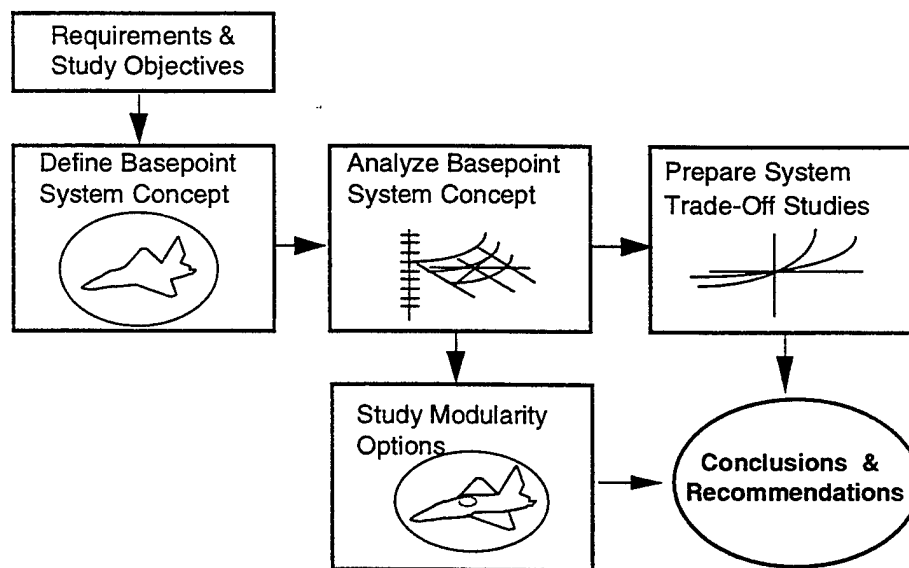 Requirements &
Study Objectives
Define Basepoint
System Concept
Analyze Basepoint
System Concept
Prepare System
Trade-Off Studies
Study Modularity
Options
Conclusions &
Recommendations